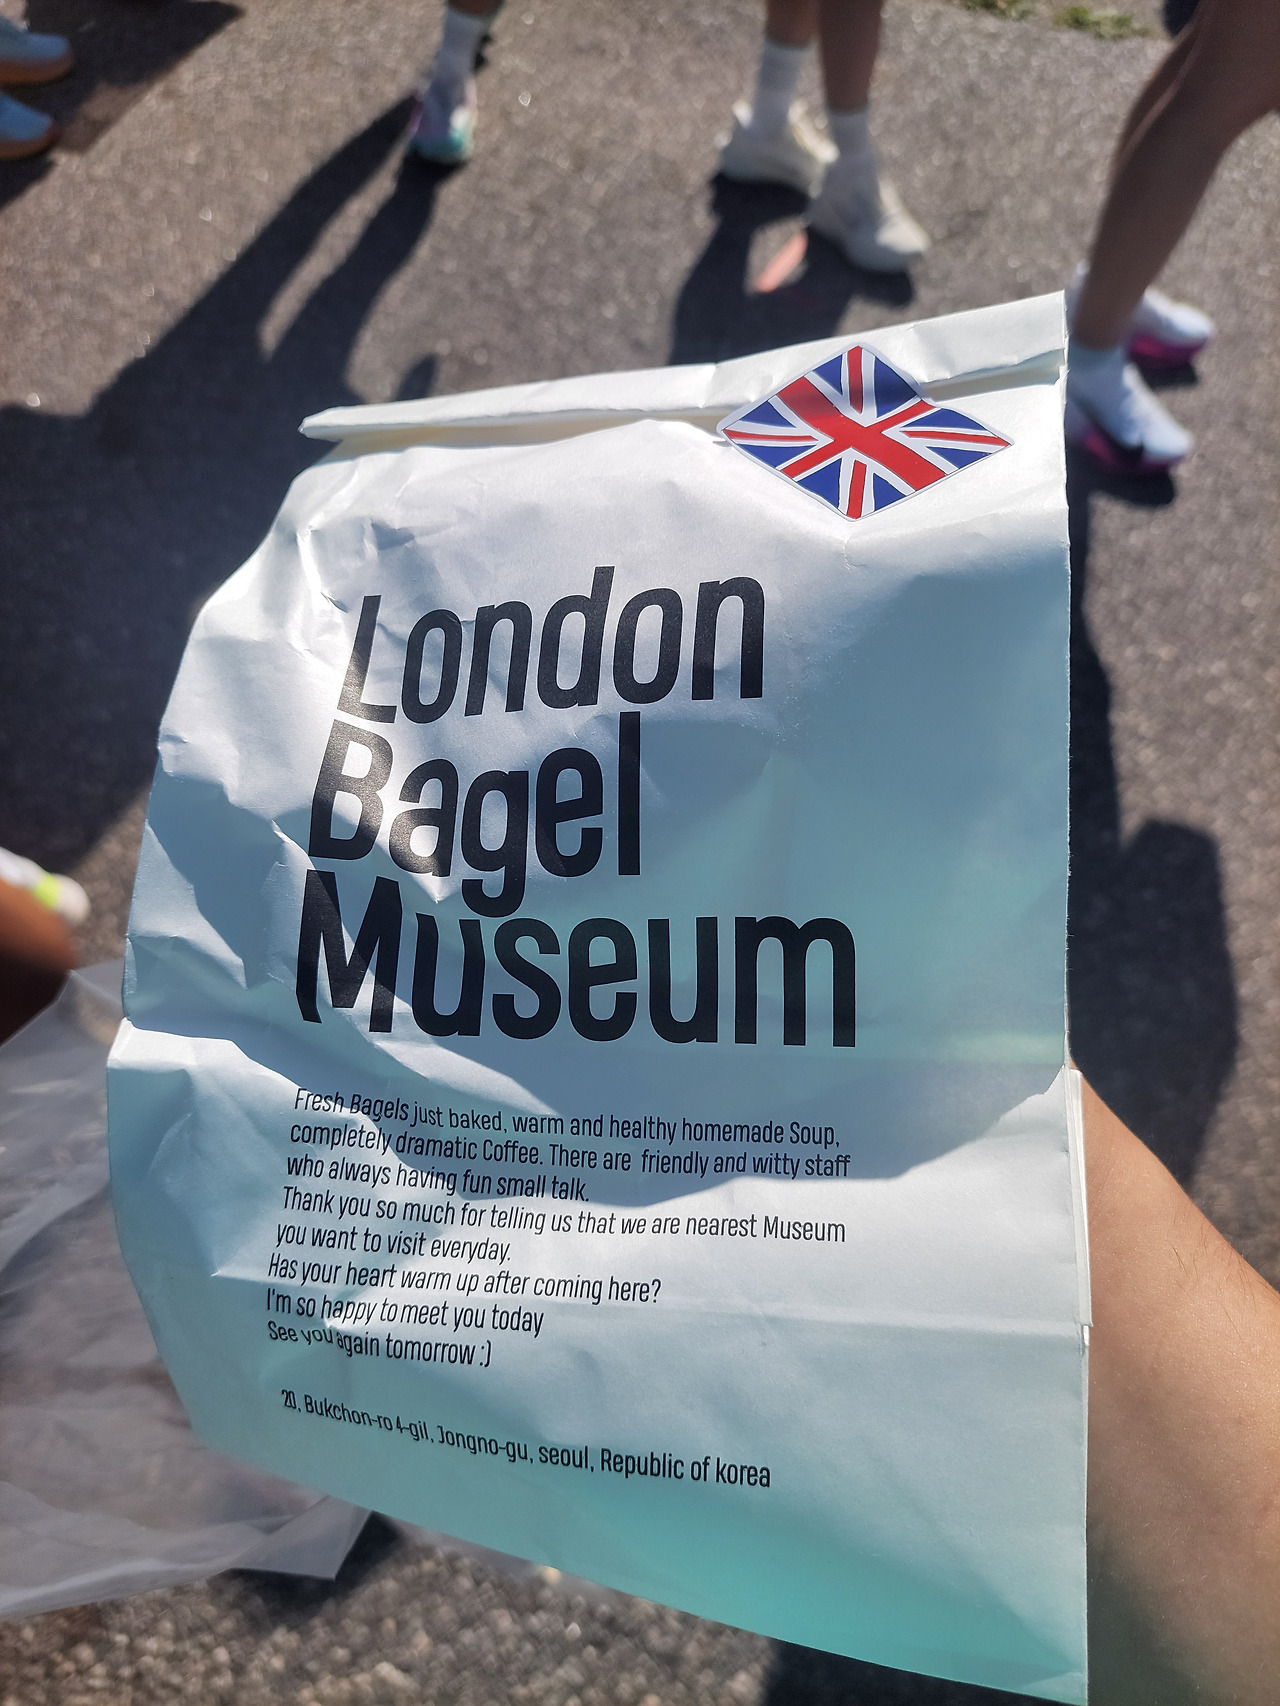 London
Bagel
Museum
Fresh Bagels just baked, warm and healthy homemade Soup,
completely dramatic Coffee. There are friendly and witty staff
who always having fun small talk.
Thank you so much for telling us that we are nearest Museum
you want to visit everyday.
Has your heart warm up after coming here?
I'm so happy to meet you today
See you again tomorrow :)
20, Bukchon-ro 4-gil, Jongno-gu, seoul, Republic of korea